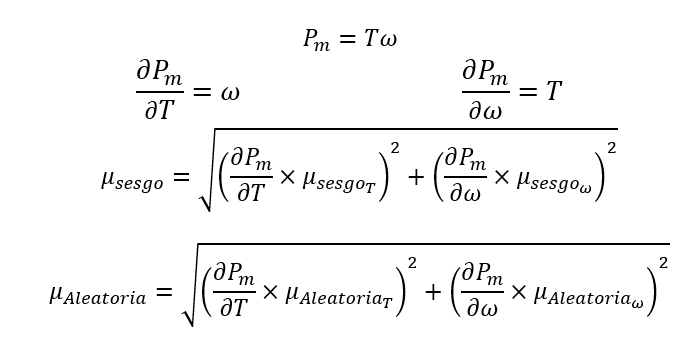 P_m = Tω
∂P_m/∂T = ω    ∂P_m/∂ω = T
μ_sesgo = √((∂P_m/∂T × μ_sesgo_T)² + (∂P_m/∂ω × μ_sesgo_ω)²)
μ_Aleatoria = √((∂P_m/∂T × μ_Aleatoria_T)² + (∂P_m/∂ω × μ_Aleatoria_ω)²)